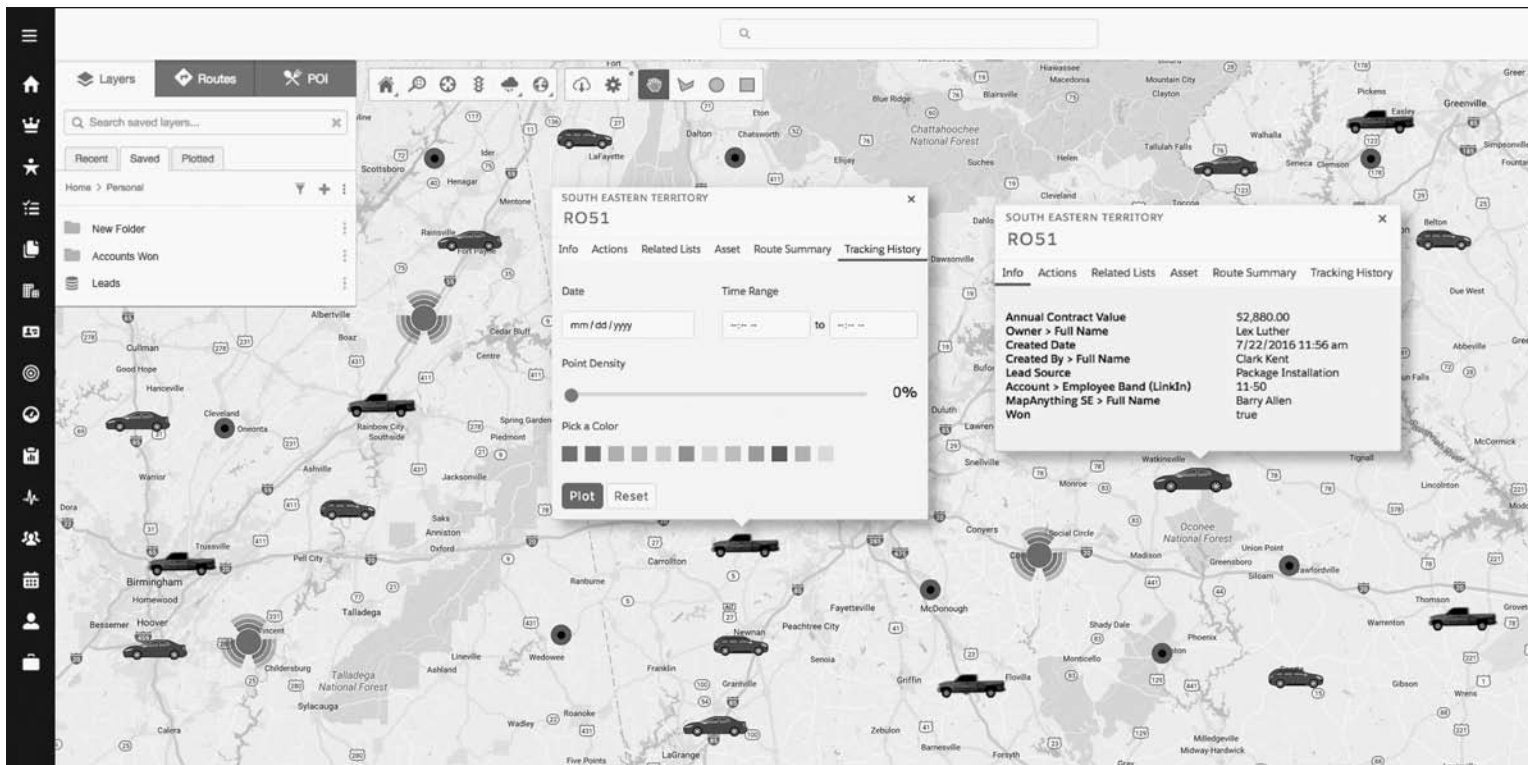 Layers
Routes
POI
Search saved layers...
Recent
Saved
Plotted
Home > Personal
New Folder
Accounts Won
Leads
SOUTH EASTERN TERRITORY
RO51
Info Actions Related Lists Asset Route Summary Tracking History
Date
Time Range
mm/dd/yyyy
--:-- --
to
--:-- --
Point Density
0%
Pick a Color
Plot
Reset
SOUTH EASTERN TERRITORY
RO51
Info Actions Related Lists Asset Route Summary Tracking History
Annual Contract Value $2,880.00
Owner > Full Name Lex Luther
Created Date 7/22/2016 11:56 am
Created By > Full Name Clark Kent
Lead Source Package Installation
Account > Employee Band (LinkIn) 11-50
MapAnything SE > Full Name Barry Allen
Won true
Fort
Hiawassee
Macedonia
Mountain City
Clayton
Blue Ridge
Blairsville
Pickens
Greer
Easley
Greenville
Simpsonville
Eton
Dalton
Chatsworth
Chattahoochee
National Forest
Walhalla
Tallulah Falls
Seneca
Clemson
LaFayette
Ider
Scottsboro
Henagar
Ellijay
Suches
Helen
Mentone
Cleveland
Toccoa
Belton
Rainsville
Fort Payne
Dawsonville
Due West
Albertville
Boaz
Cedar Bluff
Centre
Abbeville
Cullman
Good Hope
Hanceville
Cleveland
Oneonta
Rainbow City
Southside
Spring Garden
Piedmont
Duluth
Snellville
Watkinsville
Monroe
Tignall
McCormick
Lincolnton
Warrior
Ashville
Jacksonville
Dora
Saks
Anniston
Oxford
Trussville
Pell City
Conyers
Social Circle
Oconee
National Forest
Madison
Union Point
Greensboro
Siloam
Crawfordville
Carrollton
Birmingham
Homewood
Ranburne
Talladega
Fayetteville
McDonough
Thomson
Bessemer
Hoover
Vincent
Newnan
Peachtree City
Shady Dale
Phoenix
Warrenton
Childersburg
Talladega
National Forest
Lineville
Ashland
Wedowee
Franklin
Senoia
Monticello
Sylacauga
Grantville
Griffin
Flovilla
Gibson
Wrens
Calera
Wadley
Roanoke
Zebulon
Barnesville
Milledgeville
Midway-Hardwick
LaGrange
Five Points
Forsyth
Gray